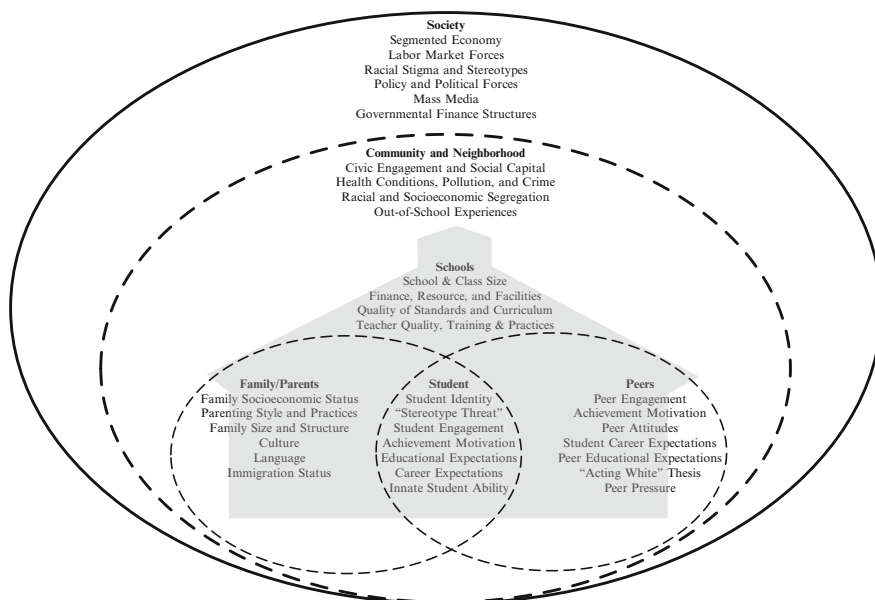 Society
Segmented Economy
Labor Market Forces
Racial Stigma and Stereotypes
Policy and Political Forces
Mass Media
Governmental Finance Structures
Community and Neighborhood
Civic Engagement and Social Capital
Health Conditions, Pollution, and Crime
Racial and Socioeconomic Segregation
Out-of-School Experiences
Schools
School & Class Size
Finance, Resource, and Facilities
Quality of Standards and Curriculum
Teacher Quality, Training & Practices
Family/Parents
Family Socioeconomic Status
Parenting Style and Practices
Family Size and Structure
Culture
Language
Immigration Status
Student
Student Identity
“Stereotype Threat”
Student Engagement
Achievement Motivation
Educational Expectations
Career Expectations
Innate Student Ability
Peers
Peer Engagement
Achievement Motivation
Peer Attitudes
Student Career Expectations
Peer Educational Expectations
“Acting White” Thesis
Peer Pressure